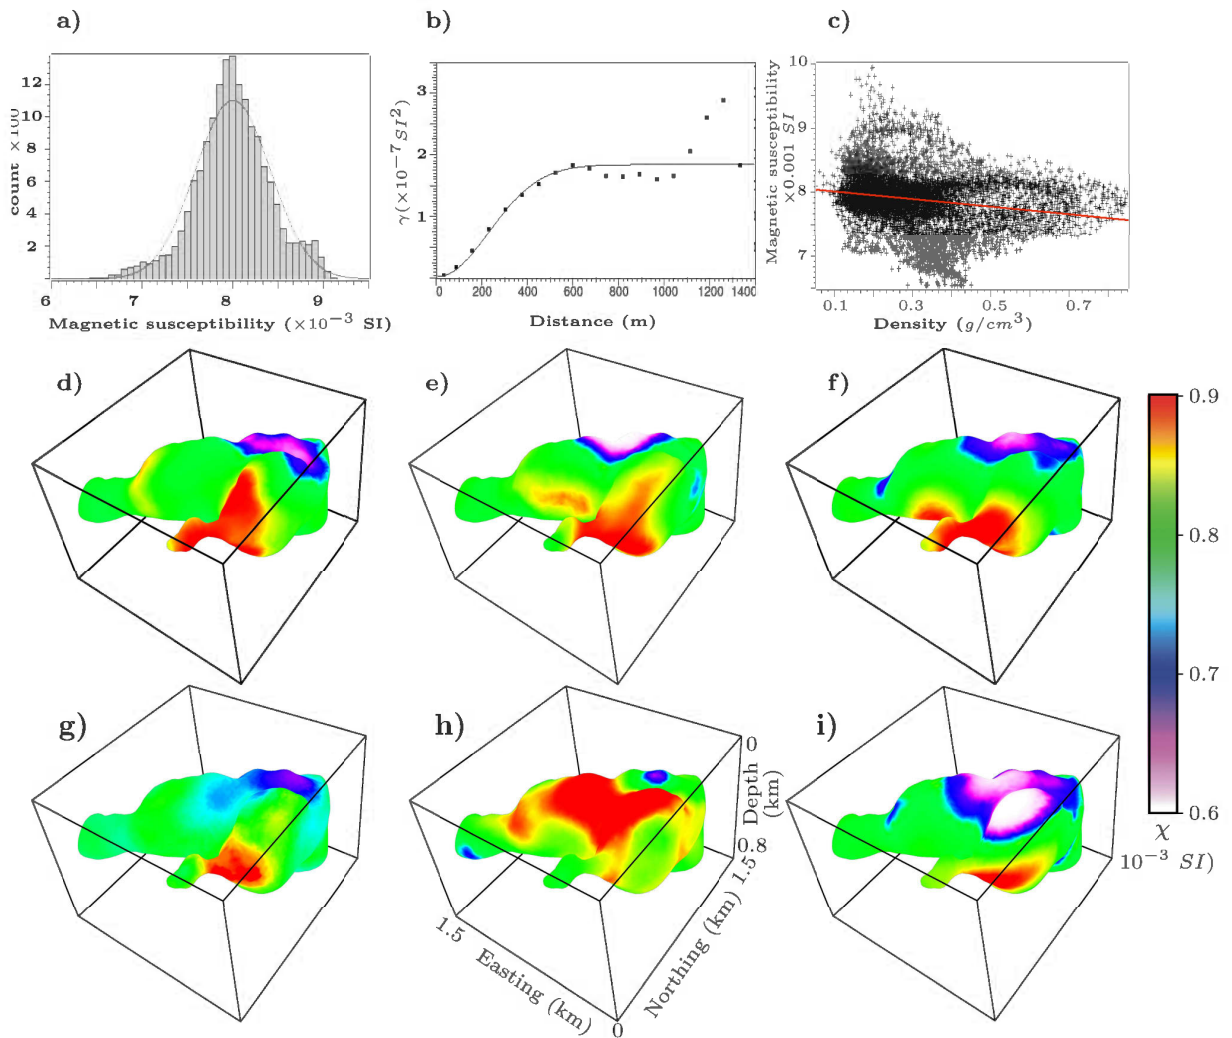 a)
b)
c)
count ×100
12
10
8
6
4
2
6
7
8
9
Magnetic susceptibility (×10⁻³ SI)
γ(×10⁻⁷ SI²)
3
2
1
0
200
400
600
800
1000
1200
1400
Distance (m)
Magnetic susceptibility
×0.001 SI
10
9
8
7
0.1
0.3
0.5
0.7
Density (g/cm³)
d)
e)
f)
0.9
0.8
0.7
0.6
χ
10⁻³ SI)
g)
h)
i)
0
Depth
(km)
0.8
1.5
Northing (km)
1.5
Easting (km)
0